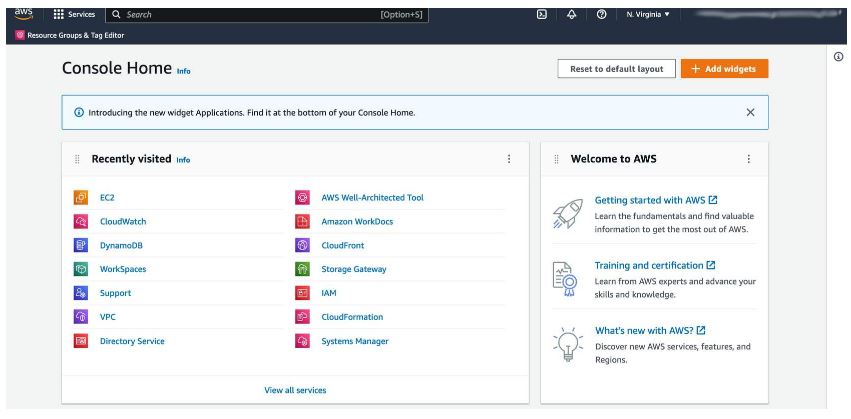 aws
Services
Search
[Option+S]
N. Virginia
Resource Groups & Tag Editor
Console Home Info
Reset to default layout
+ Add widgets
Introducing the new widget Applications. Find it at the bottom of your Console Home.
Recently visited Info
EC2
CloudWatch
DynamoDB
WorkSpaces
Support
VPC
Directory Service
AWS Well-Architected Tool
Amazon WorkDocs
CloudFront
Storage Gateway
IAM
CloudFormation
Systems Manager
View all services
Welcome to AWS
Getting started with AWS
Learn the fundamentals and find valuable
information to get the most out of AWS.
Training and certification
Learn from AWS experts and advance your
skills and knowledge.
What's new with AWS?
Discover new AWS services, features, and
Regions.